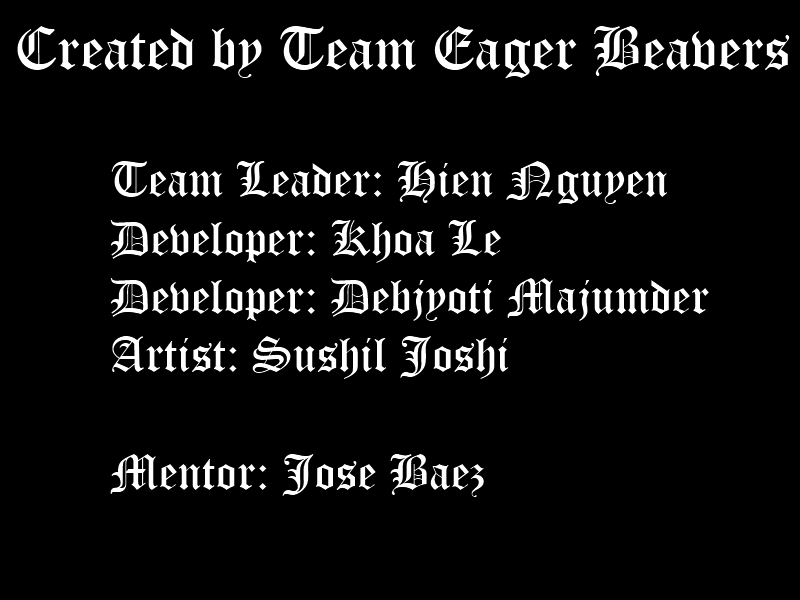 Created by Team Eager Beavers
Team Leader: Hien Nguyen
Developer: Khoa Le
Developer: Debjyoti Majumder
Artist: Sushil Joshi
Mentor: Jose Baez